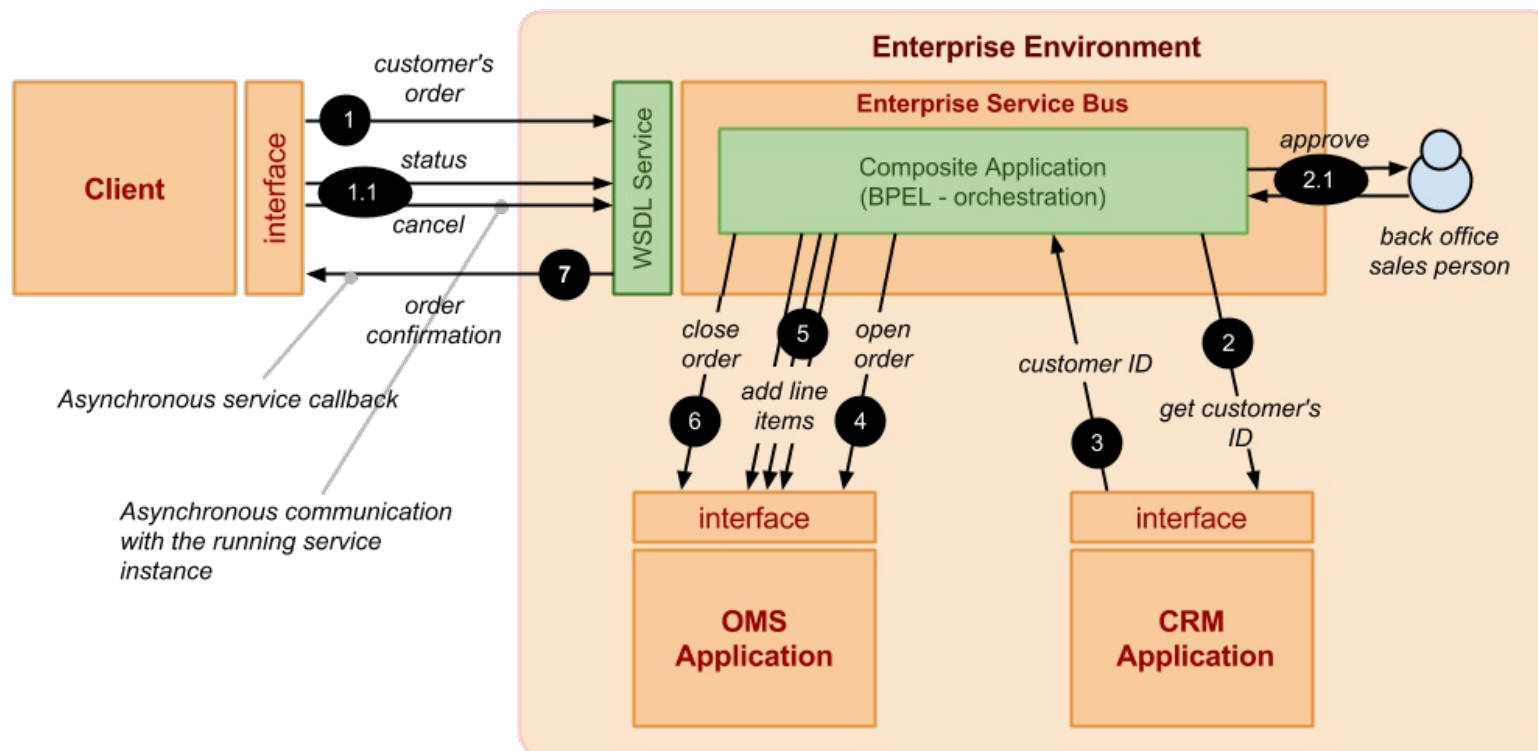 Enterprise Environment
customer's
order
Enterprise Service Bus
1
approve
status
Composite Application
(BPEL - orchestration)
Client
interface
1.1
WSDL Service
2.1
cancel
back office
sales person
7
order
confirmation
close
order
5
open
order
2
customer ID
Asynchronous service callback
add line
items
get customer's
ID
6
4
3
Asynchronous communication
with the running service
instance
interface
interface
OMS
Application
CRM
Application